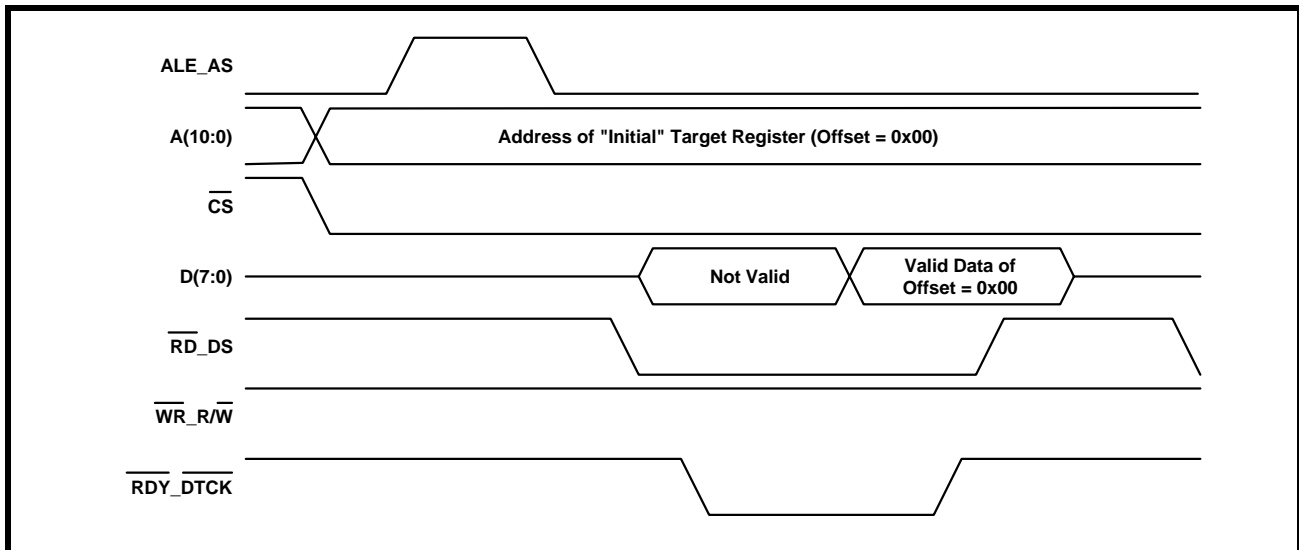 ALE_AS
A(10:0)
Address of "Initial" Target Register (Offset = 0x00)
CS
D(7:0)
Not Valid
Valid Data of
Offset = 0x00
RD_DS
WR_R/W
RDY_DTCK